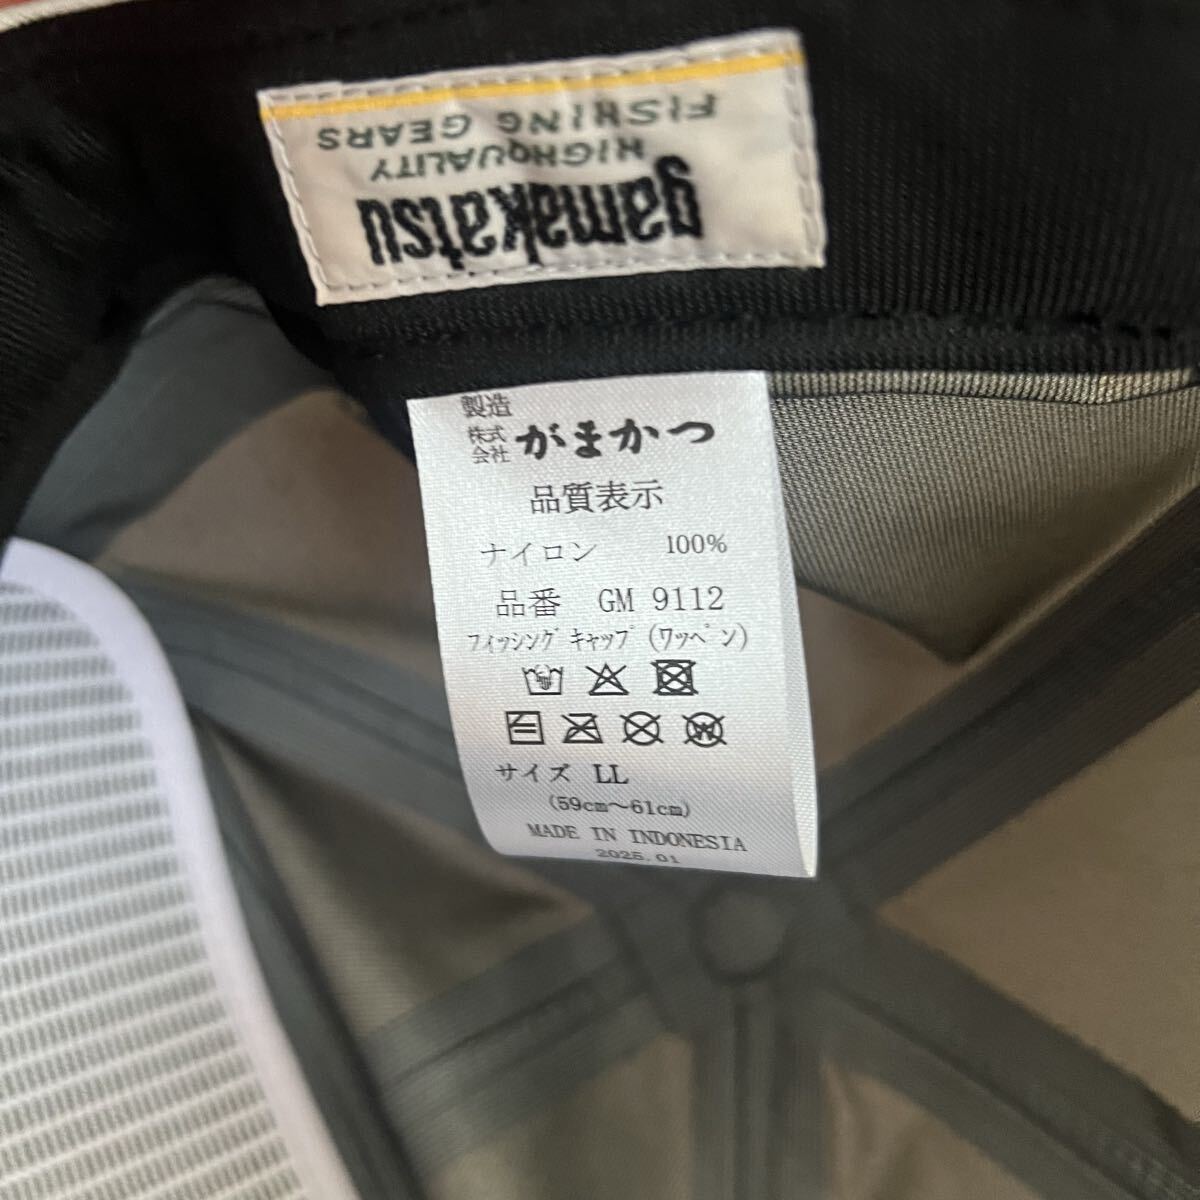 gamakatsu
HIGHQUALITY
FISHING GEARS
製造
株式会社 がまかつ
品質表示
ナイロン 100%
品番 GM 9112
フィッシングキャップ(ワッペン)
サイズ LL
(59cm～61cm)
MADE IN INDONESIA
2025.01